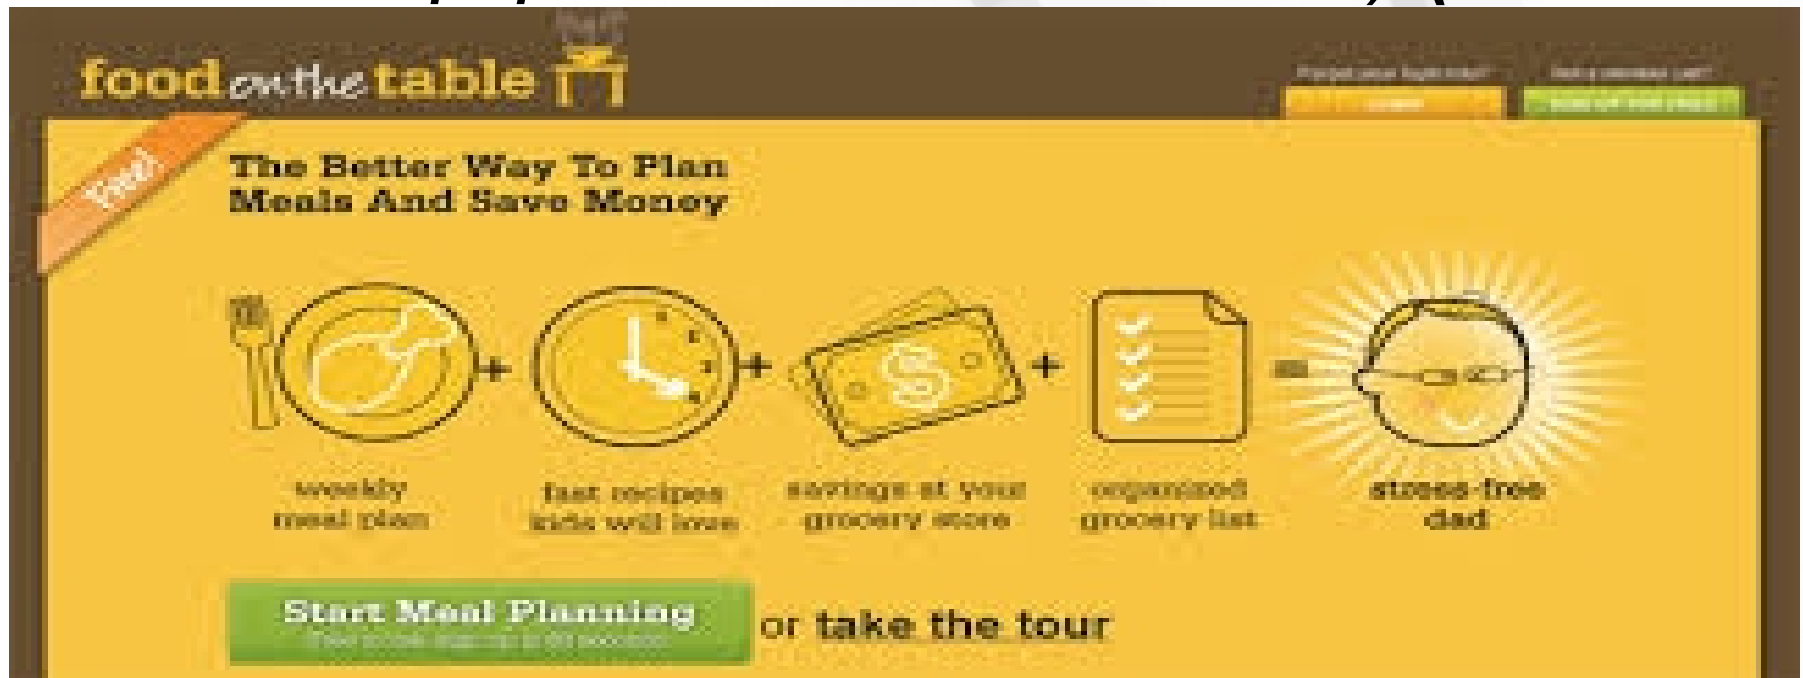 food on the table
Free!
The Better Way To Plan
Meals And Save Money
+ + + =
weekly
meal plan
fast recipes
kids will love
savings at your
grocery store
organized
grocery list
stress-free
dad
Start Meal Planning
or take the tour